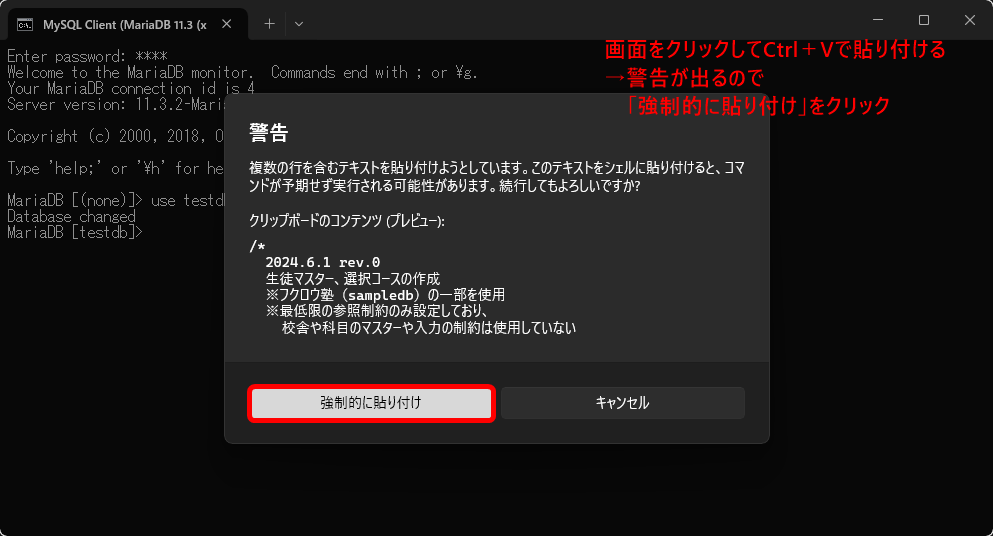 MySQL Client (MariaDB 11.3 (x
Enter password: ****
Welcome to the MariaDB monitor.  Commands end with ; or ¥g.
Your MariaDB connection id is 4
Server version: 11.3.2-Mari
Copyright (c) 2000, 2018, O
Type 'help;' or '¥h' for he
MariaDB [(none)]> use testd
Database changed
MariaDB [testdb]>
画面をクリックしてCtrl＋Vで貼り付ける
→警告が出るので
「強制的に貼り付け」をクリック
警告
複数の行を含むテキストを貼り付けようとしています。このテキストをシェルに貼り付けると、コマ
ンドが予期せず実行される可能性があります。続行してもよろしいですか?
クリップボードのコンテンツ (プレビュー):
/*
2024.6.1 rev.0
生徒マスター、選択コースの作成
※フクロウ塾（sampledb）の一部を使用
※最低限の参照制約のみ設定しており、
校舎や科目のマスターや入力の制約は使用していない
強制的に貼り付け
キャンセル